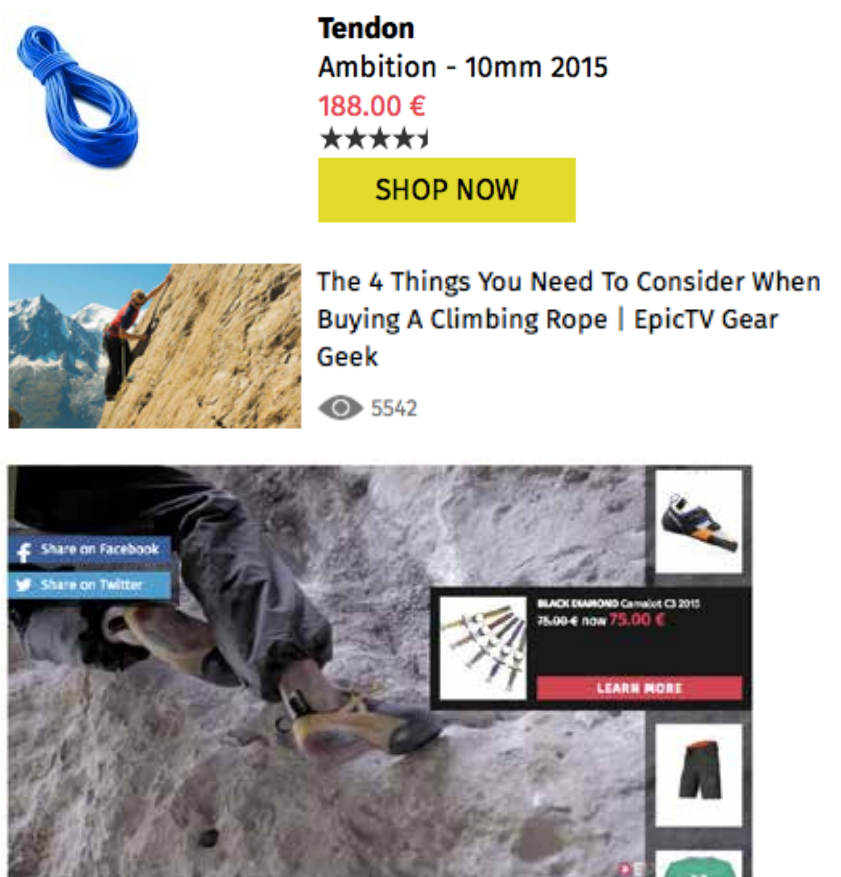 Tendon
Ambition - 10mm 2015
188.00 €
SHOP NOW
The 4 Things You Need To Consider When
Buying A Climbing Rope | EpicTV Gear
Geek
5542
Share on Facebook
Share on Twitter
BLACK DIAMOND Camalot C3 2015
75.00 € now 75.00 €
LEARN MORE